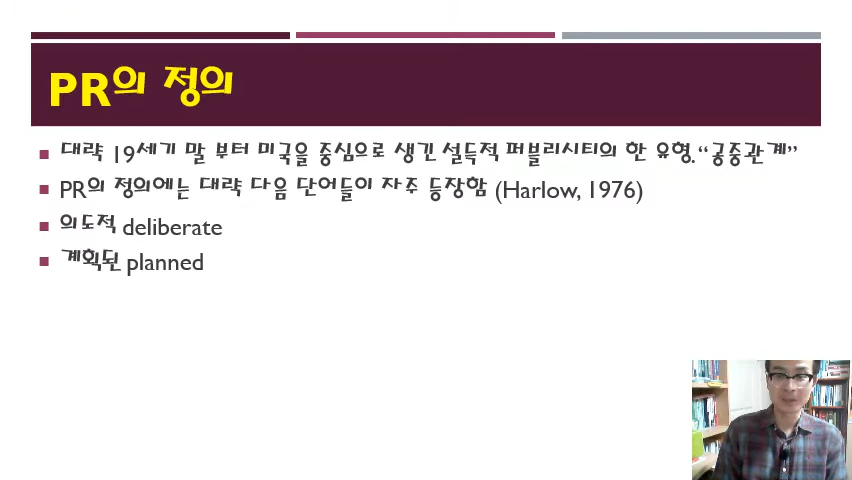 PR의 정의
대략 19세기 말 부터 미국을 중심으로 생긴 설득적 퍼블리시티의 한 유형.“공중관계”
PR의 정의에는 대략 다음 단어들이 자주 등장함 (Harlow, 1976)
의도적 deliberate
계획된 planned